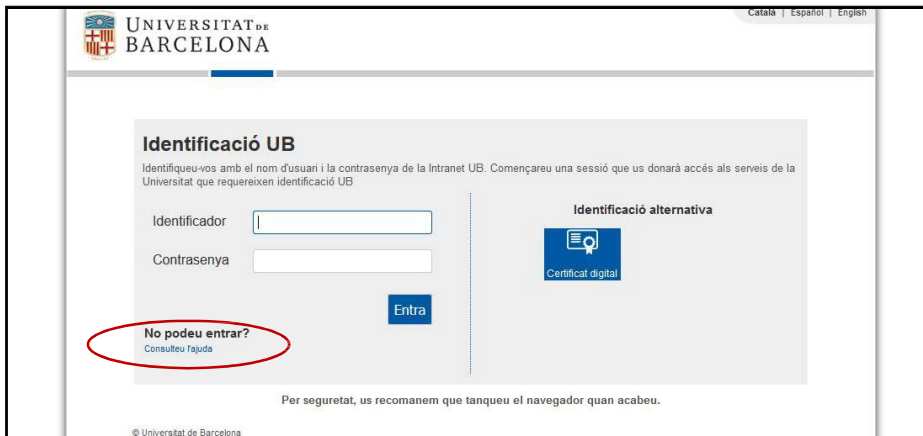 Català | Español | English
UNIVERSITAT DE
BARCELONA
Identificació UB
Identifiqueu-vos amb el nom d'usuari i la contrasenya de la Intranet UB. Començareu una sessió que us donarà accés als serveis de la
Universitat que requereixen identificació UB
Identificador
Contrasenya
Entra
No podeu entrar?
Consulteu l'ajuda
Identificació alternativa
Certificat digital
Per seguretat, us recomanem que tanqueu el navegador quan acabeu.
© Universitat de Barcelona